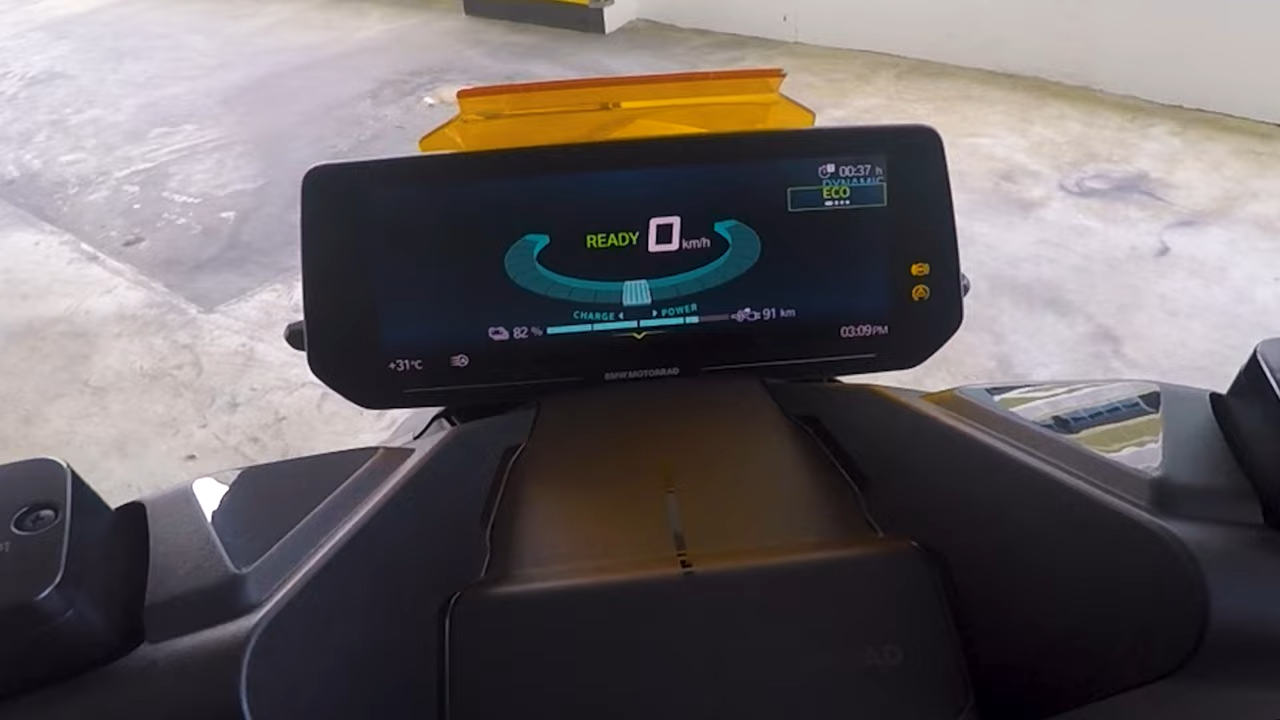 00:37 h
DYNAMIC
ECO
READY 0 km/h
CHARGE POWER
82 % 91 km
03:09PM
+31°C
BMW MOTORRAD